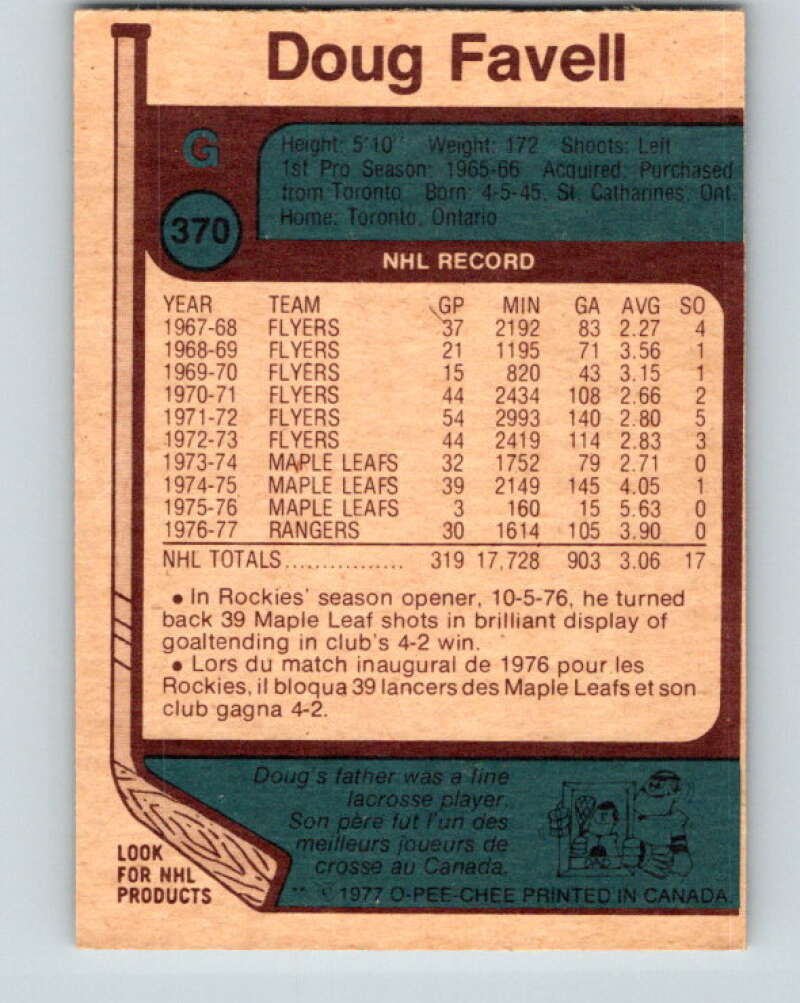 Doug Favell
G
370
Height: 5'10" Weight: 172 Shoots: Left
1st Pro Season: 1965-66 Acquired: Purchased
from Toronto Born: 4-5-45, St. Catharines, Ont.
Home: Toronto, Ontario
NHL RECORD
YEAR TEAM GP MIN GA AVG SO
1967-68 FLYERS 37 2192 83 2.27 4
1968-69 FLYERS 21 1195 71 3.56 1
1969-70 FLYERS 15 820 43 3.15 1
1970-71 FLYERS 44 2434 108 2.66 2
1971-72 FLYERS 54 2993 140 2.80 5
1972-73 FLYERS 44 2419 114 2.83 3
1973-74 MAPLE LEAFS 32 1752 79 2.71 0
1974-75 MAPLE LEAFS 39 2149 145 4.05 1
1975-76 MAPLE LEAFS 3 160 15 5.63 0
1976-77 RANGERS 30 1614 105 3.90 0
NHL TOTALS................ 319 17,728 903 3.06 17
• In Rockies' season opener, 10-5-76, he turned
back 39 Maple Leaf shots in brilliant display of
goaltending in club's 4-2 win.
• Lors du match inaugural de 1976 pour les
Rockies, il bloqua 39 lancers des Maple Leafs et son
club gagna 4-2.
Doug's father was a fine
lacrosse player.
Son père fut l'un des
meilleurs joueurs de
crosse au Canada.
LOOK
FOR NHL
PRODUCTS
** © 1977 O-PEE-CHEE PRINTED IN CANADA.